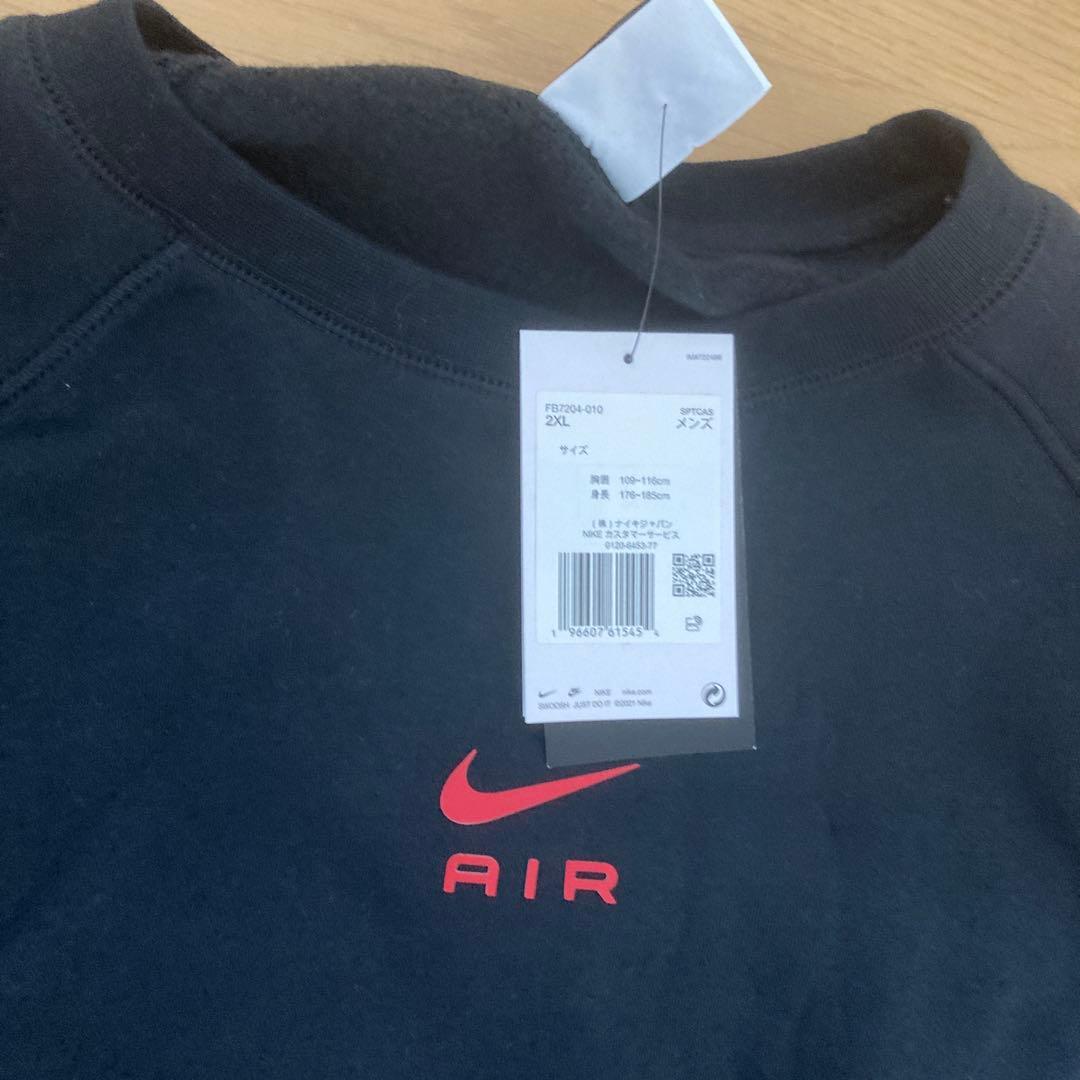 FB7204-010
2XL
SPTCAS
メンズ
サイズ
胸囲 109~116cm
身長 176~185cm
(株)ナイキジャパン
NIKE カスタマーサービス
0120-6453-77
1 96607 61545 4
NIKE nike.com
SWOOSH JUST DO IT ©2021 Nike
AIR